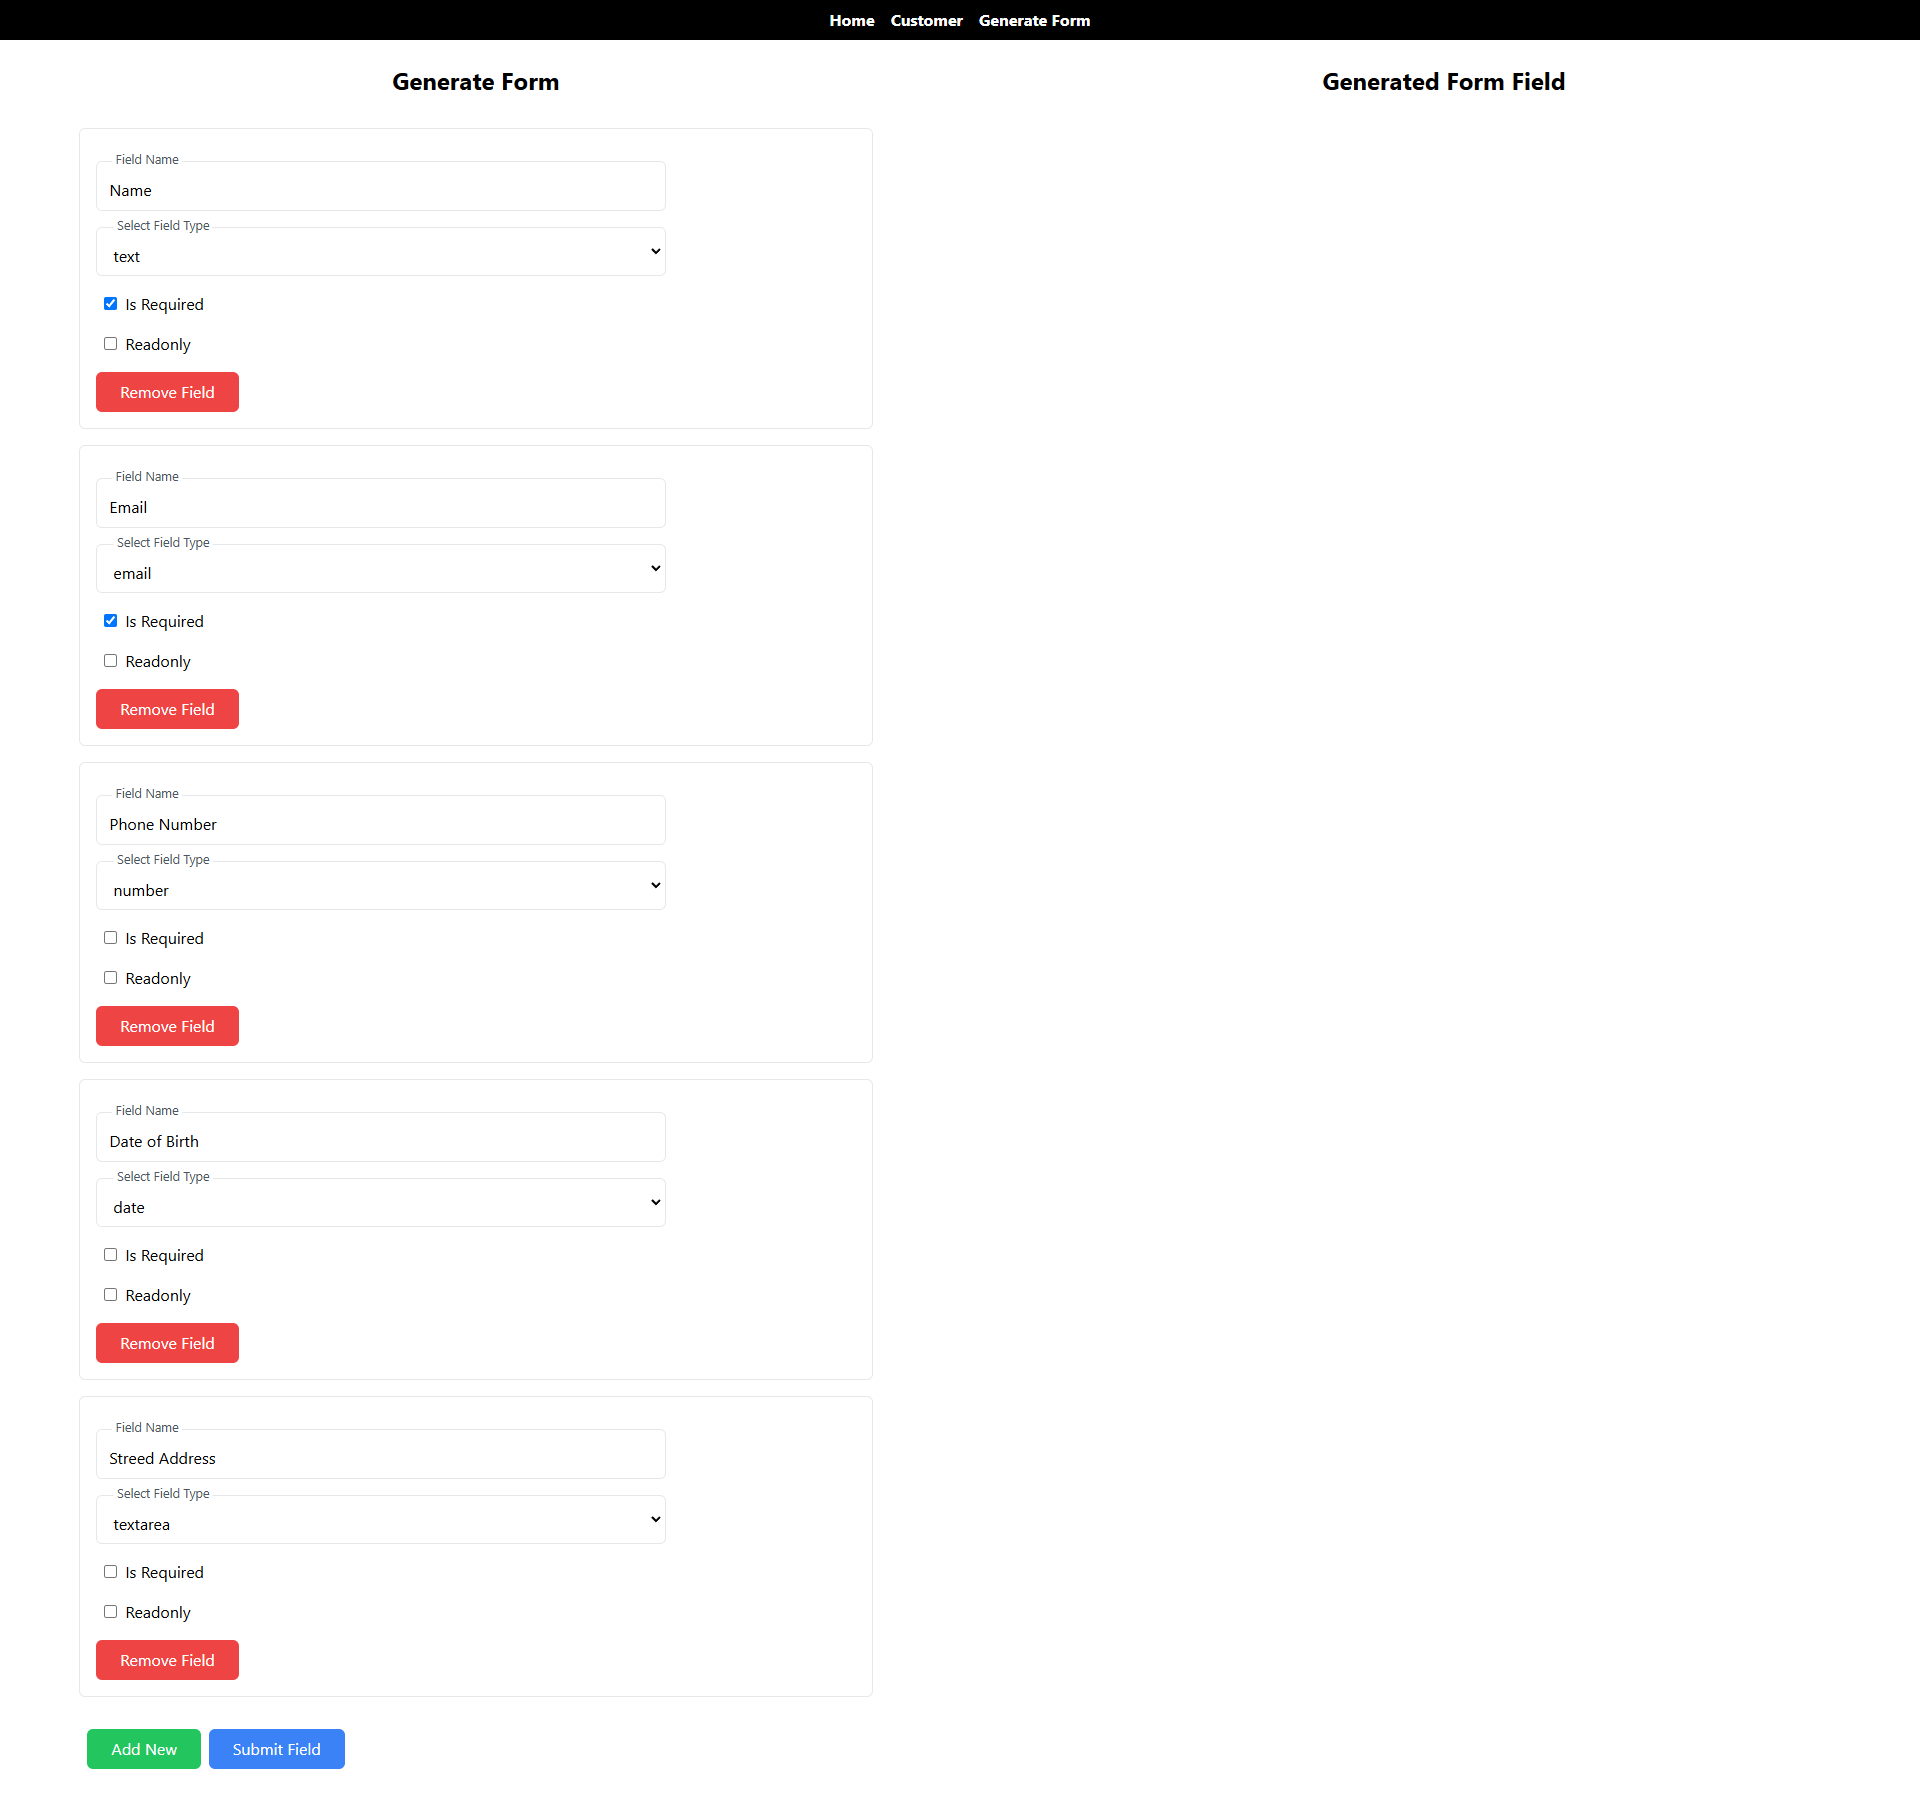 Home Customer Generate Form
Generate Form
Generated Form Field
Field Name
Name
Select Field Type
text
Is Required
Readonly
Remove Field
Field Name
Email
Select Field Type
email
Is Required
Readonly
Remove Field
Field Name
Phone Number
Select Field Type
number
Is Required
Readonly
Remove Field
Field Name
Date of Birth
Select Field Type
date
Is Required
Readonly
Remove Field
Field Name
Streed Address
Select Field Type
textarea
Is Required
Readonly
Remove Field
Add New Submit Field